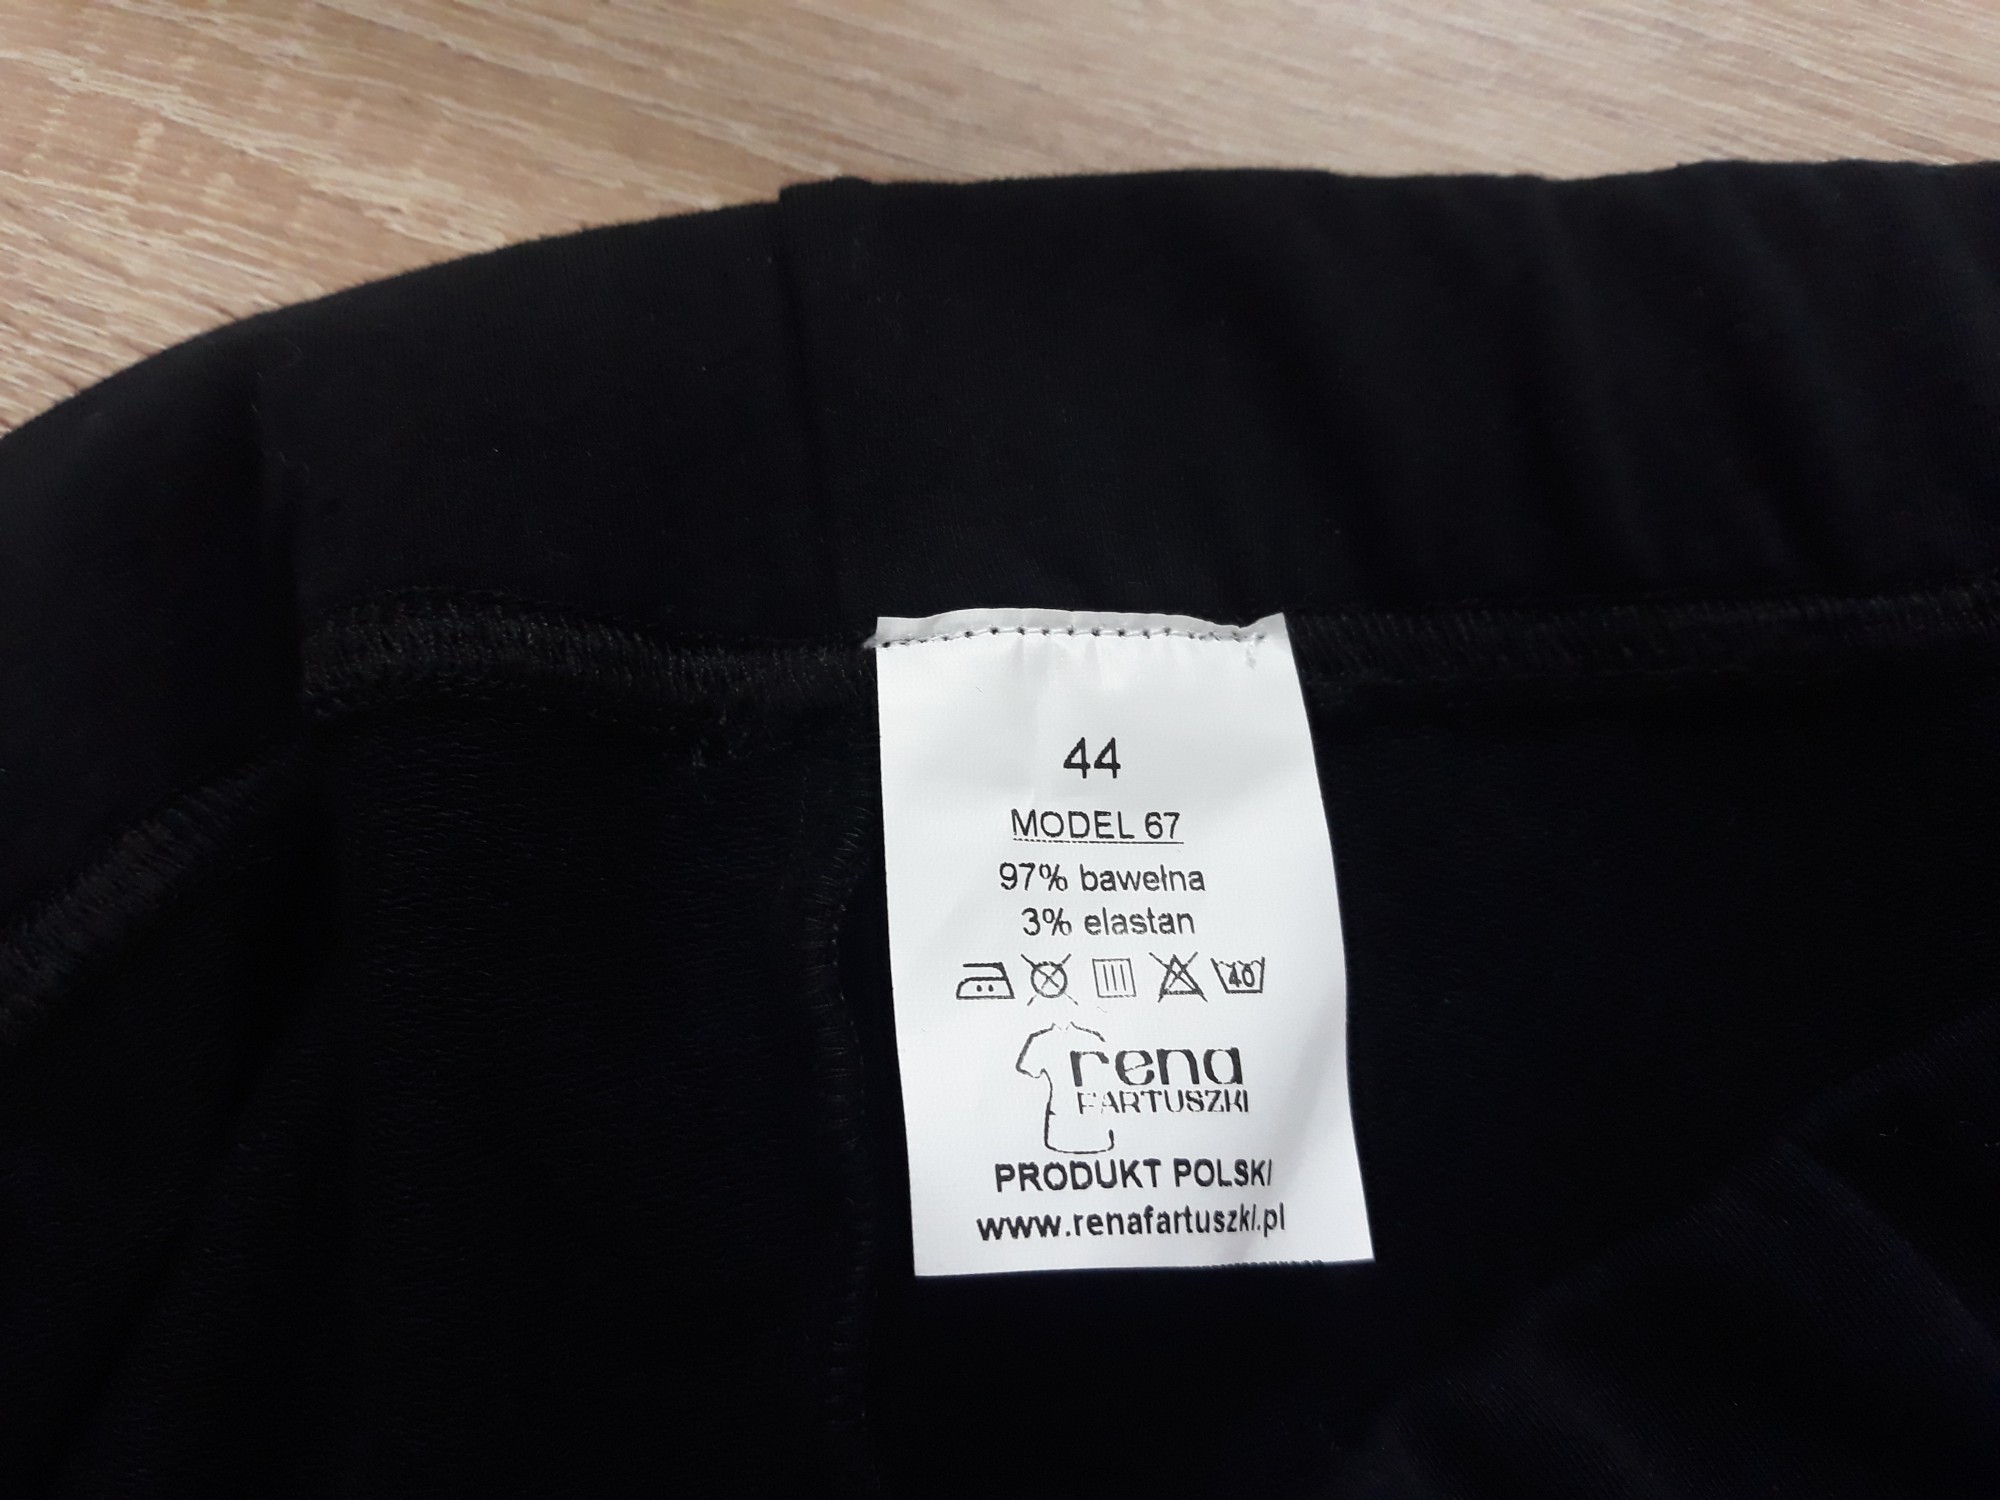 44
MODEL 67
97% bawełna
3% elastan
40
rena
FARTUSZKI
PRODUKT POLSKI
www.renafartuszki.pl